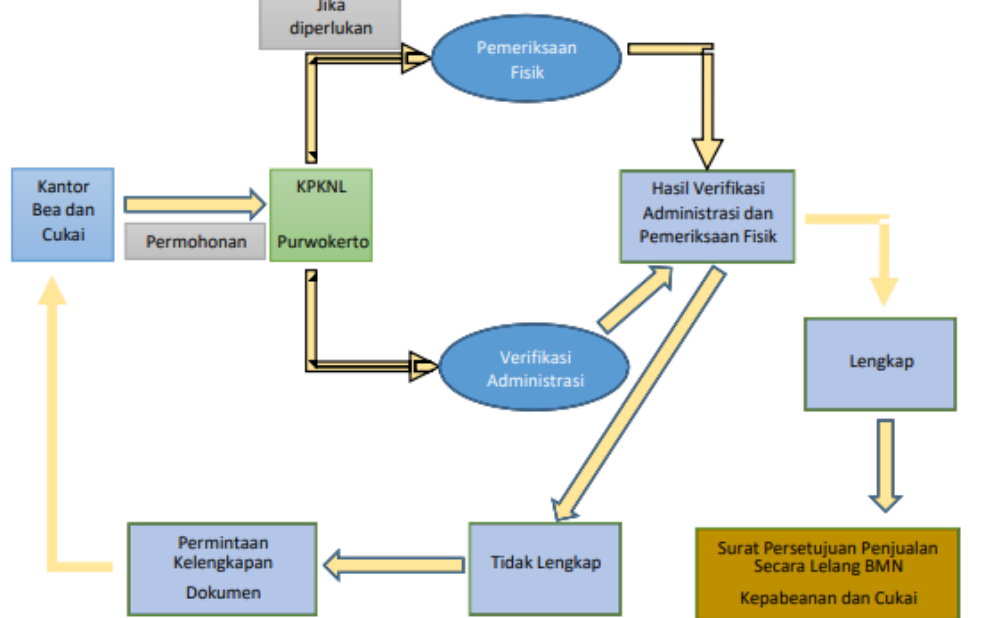 Jika
diperlukan
Pemeriksaan
Fisik
Kantor
Bea dan
Cukai
Permohonan
KPKNL
Purwokerto
Hasil Verifikasi
Administrasi dan
Pemeriksaan Fisik
Verifikasi
Administrasi
Lengkap
Permintaan
Kelengkapan
Dokumen
Tidak Lengkap
Surat Persetujuan Penjualan
Secara Lelang BMN
Kepabeanan dan Cukai